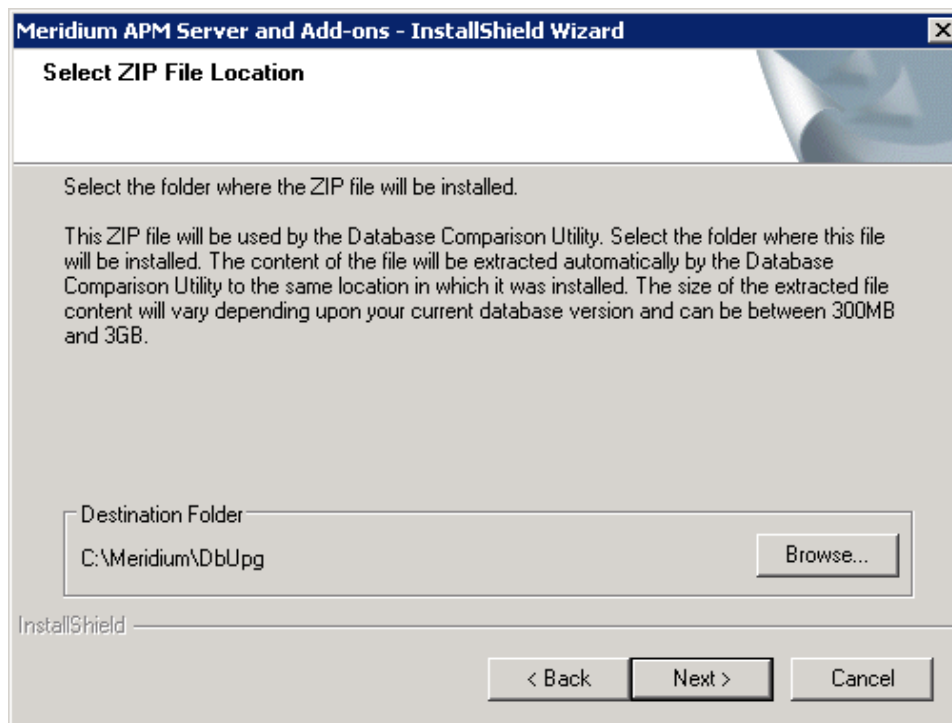 Meridium APM Server and Add-ons - InstallShield Wizard
Select ZIP File Location
Select the folder where the ZIP file will be installed.
This ZIP file will be used by the Database Comparison Utility. Select the folder where this file
will be installed. The content of the file will be extracted automatically by the Database
Comparison Utility to the same location in which it was installed. The size of the extracted file
content will vary depending upon your current database version and can be between 300MB
and 3GB.
Destination Folder
C:\Meridium\DbUpg
Browse...
InstallShield
< Back
Next >
Cancel